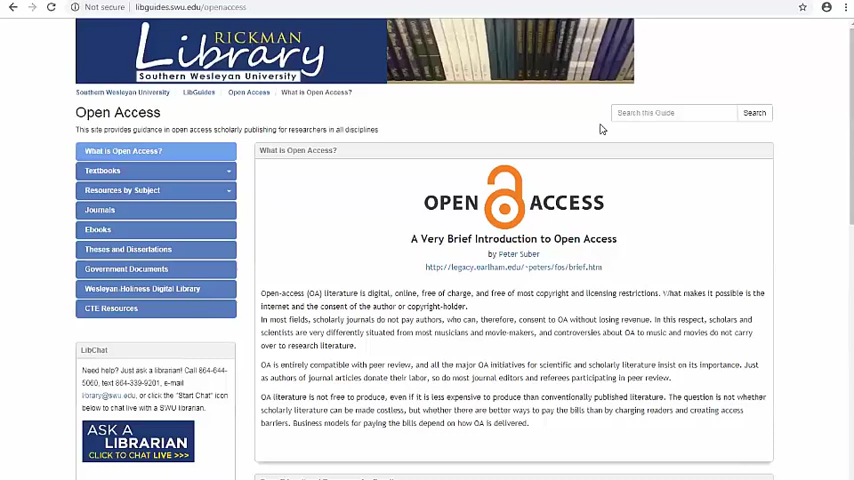 Not secure | libguides.swu.edu/openaccess
RICKMAN
Library
Southern Wesleyan University
Southern Wesleyan University LibGuides Open Access What is Open Access?
Open Access
Search this Guide Search
This site provides guidance in open access scholarly publishing for researchers in all disciplines
What is Open Access?
Textbooks
Resources by Subject
Journals
Ebooks
Theses and Dissertations
Government Documents
Wesleyan-Holiness Digital Library
CTE Resources
LibChat
Need help? Just ask a librarian! Call 864-644-
5060, text 864-339-9201, e-mail
library@swu.edu, or click the "Start Chat" icon
below to chat live with a SWU librarian.
ASK A
LIBRARIAN
CLICK TO CHAT LIVE >>>
What is Open Access?
OPEN ACCESS
A Very Brief Introduction to Open Access
by Peter Suber
http://legacy.earlham.edu/~peters/fos/brief.htm
Open-access (OA) literature is digital, online, free of charge, and free of most copyright and licensing restrictions. What makes it possible is the
internet and the consent of the author or copyright-holder.
In most fields, scholarly journals do not pay authors, who can, therefore, consent to OA without losing revenue. In this respect, scholars and
scientists are very differently situated from most musicians and movie-makers, and controversies about OA to music and movies do not carry
over to research literature.
OA is entirely compatible with peer review, and all the major OA initiatives for scientific and scholarly literature insist on its importance. Just
as authors of journal articles donate their labor, so do most journal editors and referees participating in peer review.
OA literature is not free to produce, even if it is less expensive to produce than conventionally published literature. The question is not whether
scholarly literature can be made costless, but whether there are better ways to pay the bills than by charging readers and creating access
barriers. Business models for paying the bills depend on how OA is delivered.